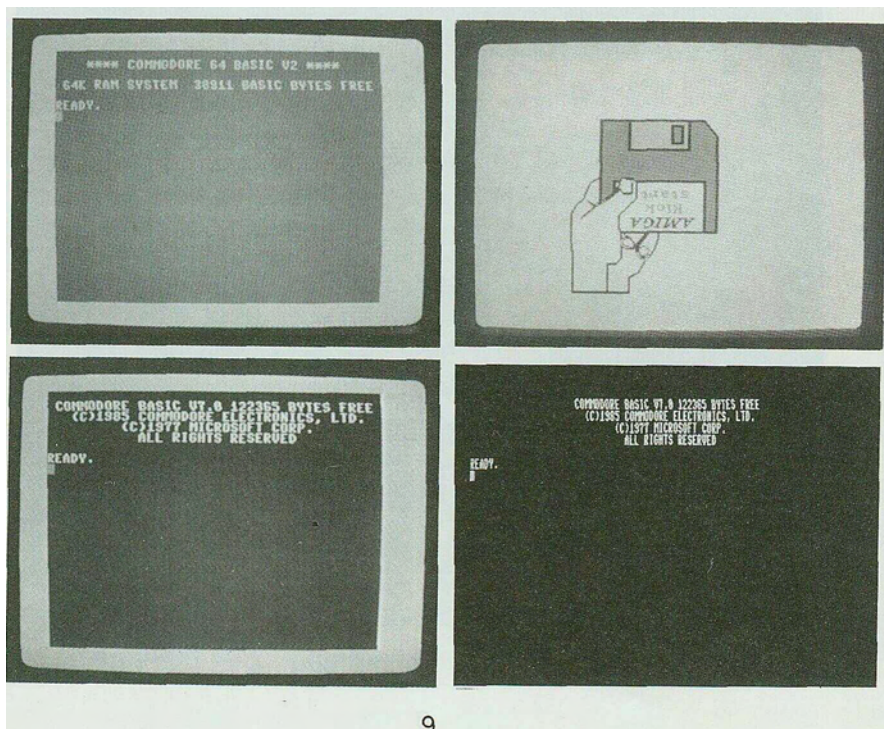 **** COMMODORE 64 BASIC V2 ****
64K RAM SYSTEM 38911 BASIC BYTES FREE
READY.
AMIGA
Kick
start
COMMODORE BASIC V7.0 122365 BYTES FREE
(C)1985 COMMODORE ELECTRONICS, LTD.
(C)1977 MICROSOFT CORP.
ALL RIGHTS RESERVED
READY.
COMMODORE BASIC V7.0 122365 BYTES FREE
(C)1985 COMMODORE ELECTRONICS, LTD.
(C)1977 MICROSOFT CORP.
ALL RIGHTS RESERVED
READY.
9